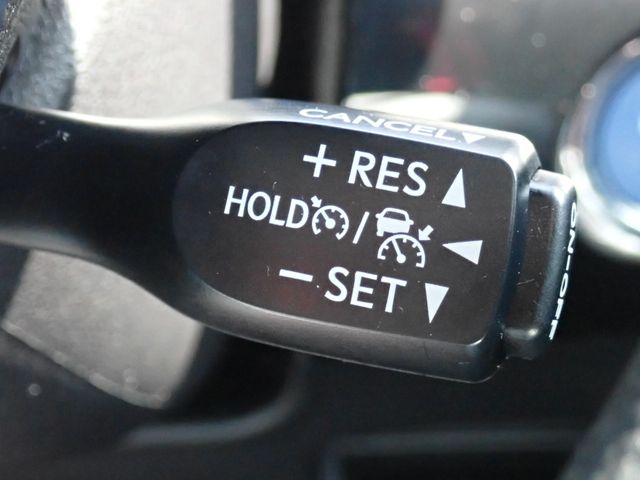 CANCEL▼
+RES▲
HOLD / ◀
−SET▼
ON-OFF